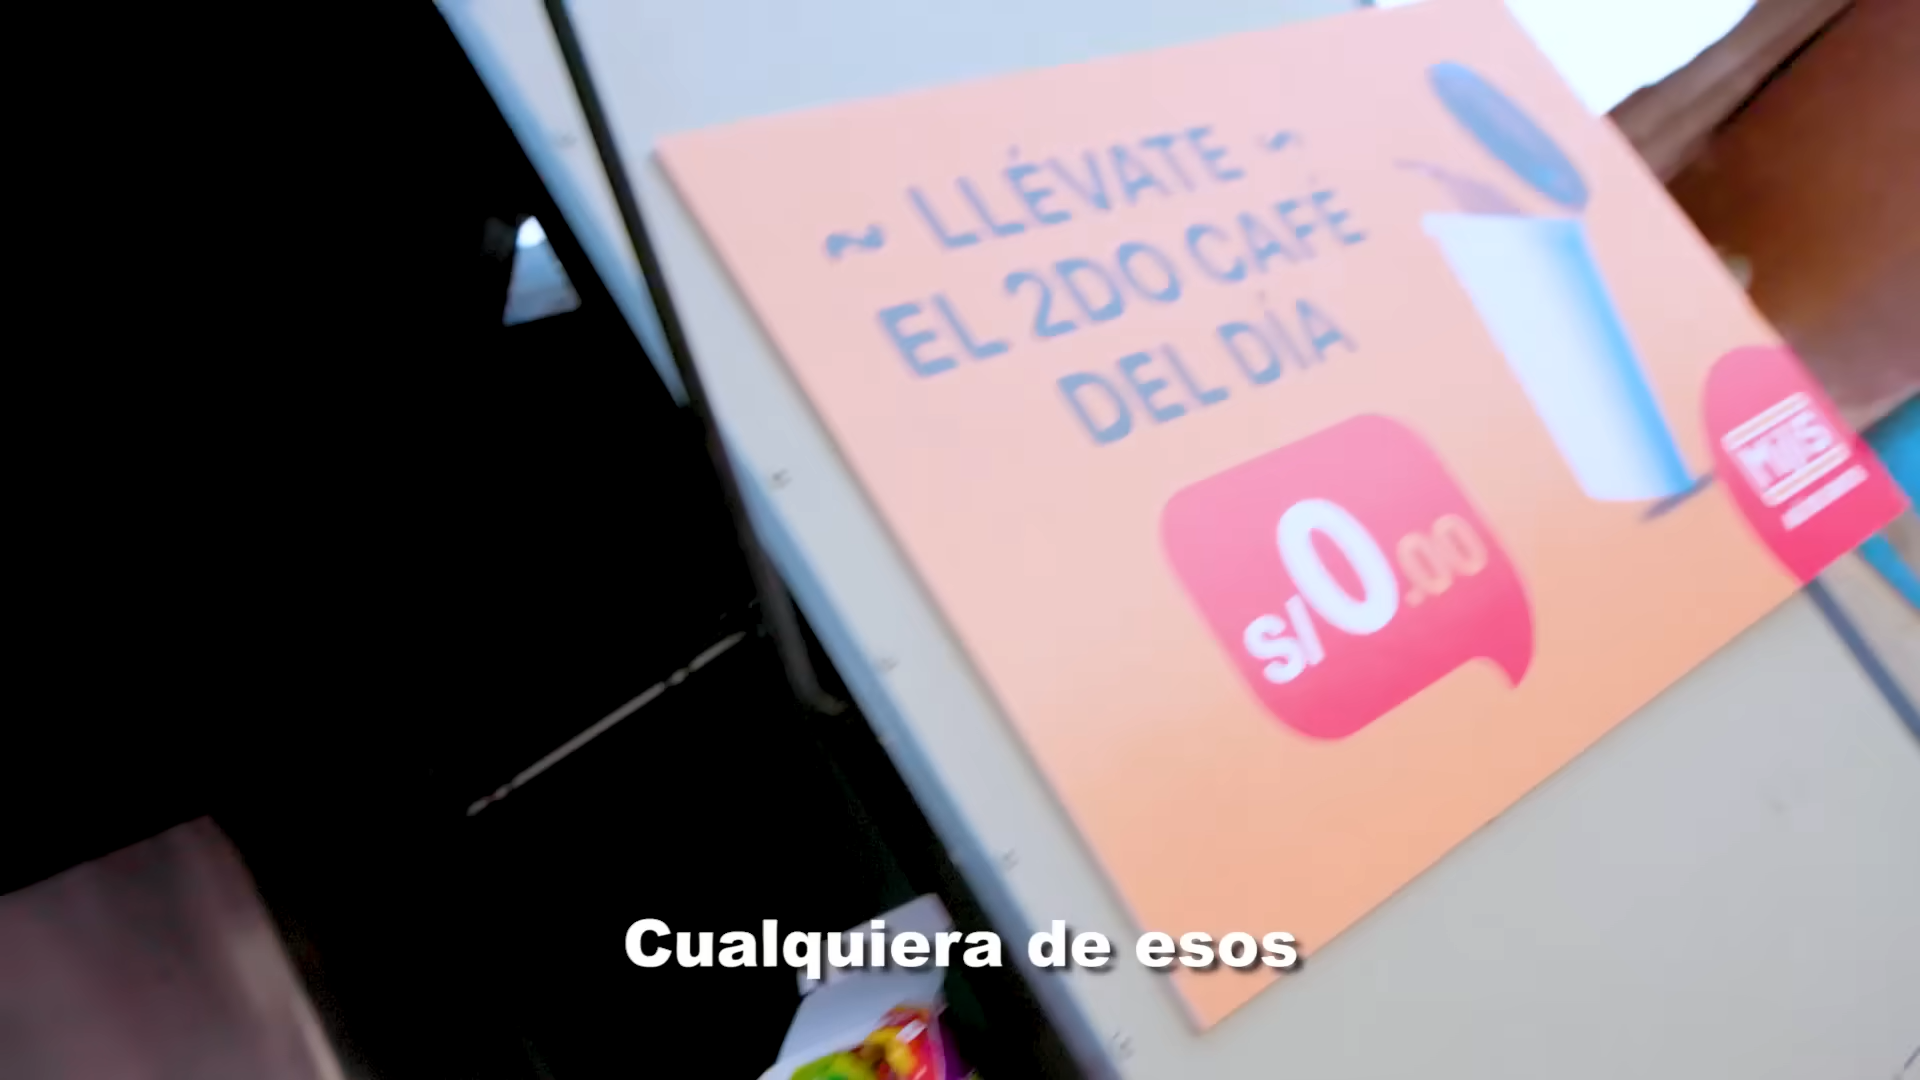 ~ LLÉVATE ~
EL 2DO CAFÉ
DEL DÍA
S/0.00
Cualquiera de esos